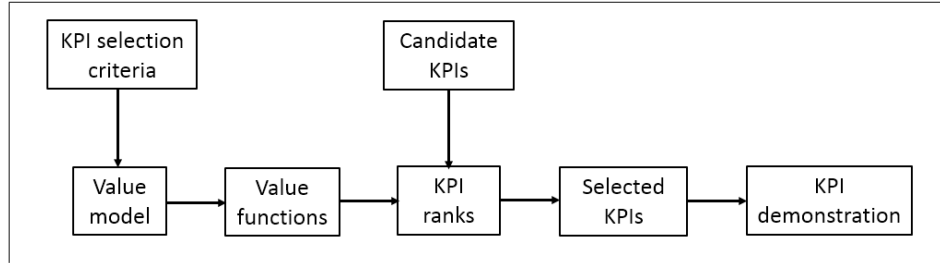 KPI selection
criteria
Candidate
KPIs
Value
model
Value
functions
KPI
ranks
Selected
KPIs
KPI
demonstration